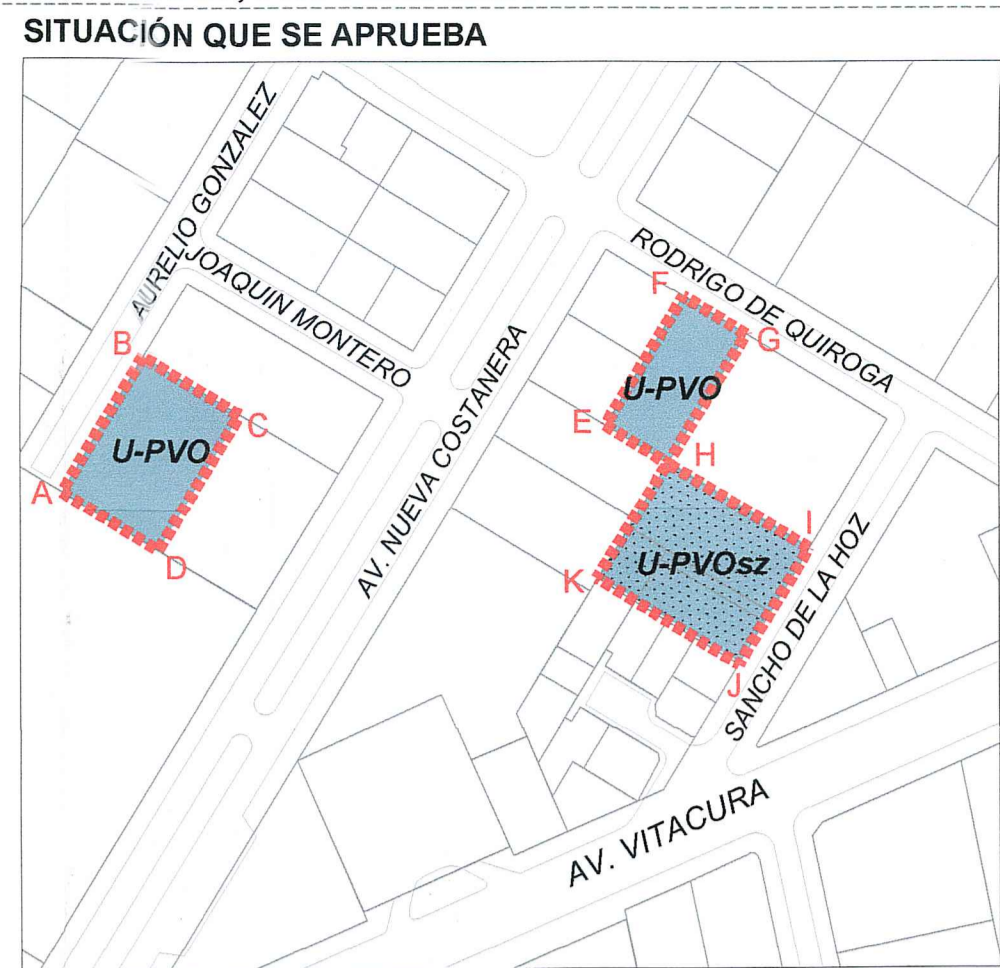 SITUACIÓN QUE SE APRUEBA
AURELIO GONZALEZ
JOAQUIN MONTERO
AV. NUEVA COSTANERA
RODRIGO DE QUIROGA
F
G
B
U-PVO
E
C
U-PVO
H
A
I
U-PVOsz
D
K
J
SANCHO DE LA HOZ
AV. VITACURA